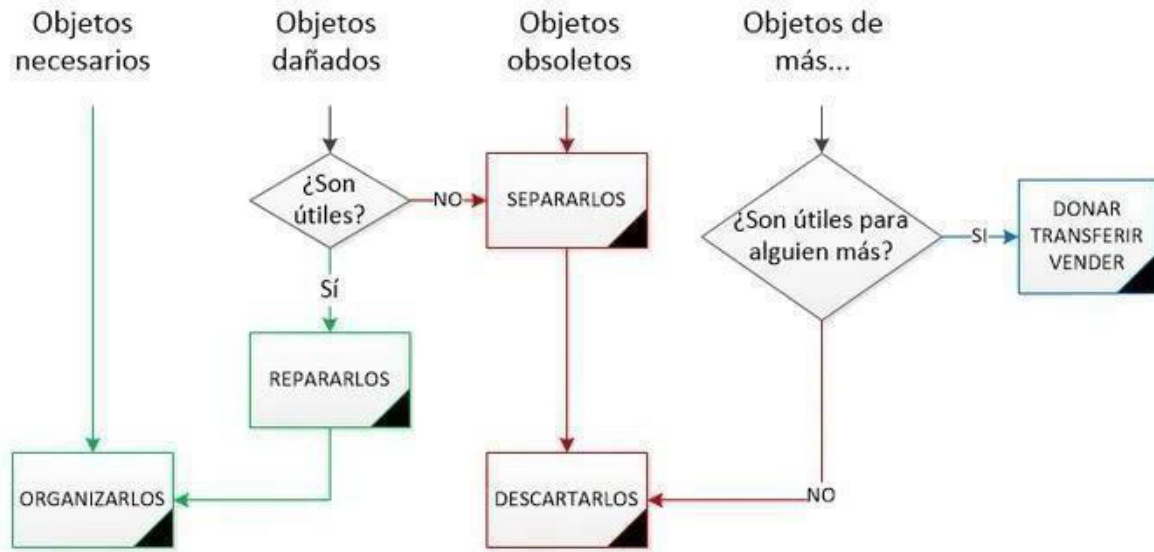 Objetos
necesarios
Objetos
dañados
Objetos
obsoletos
Objetos de
más...
¿Son
útiles?
NO
SEPARARLOS
¿Son útiles para
alguien más?
SI
DONAR
TRANSFERIR
VENDER
Sí
REPARARLOS
ORGANIZARLOS
DESCARTARLOS
NO